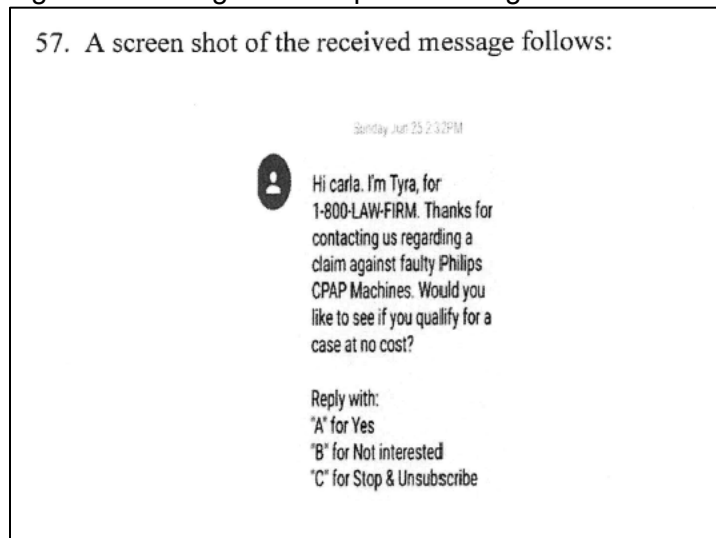 57. A screen shot of the received message follows:
Sunday Jun 25 2:32PM
Hi carla. I'm Tyra, for
1-800-LAW-FIRM. Thanks for
contacting us regarding a
claim against faulty Philips
CPAP Machines. Would you
like to see if you qualify for a
case at no cost?
Reply with:
"A" for Yes
"B" for Not interested
"C" for Stop & Unsubscribe